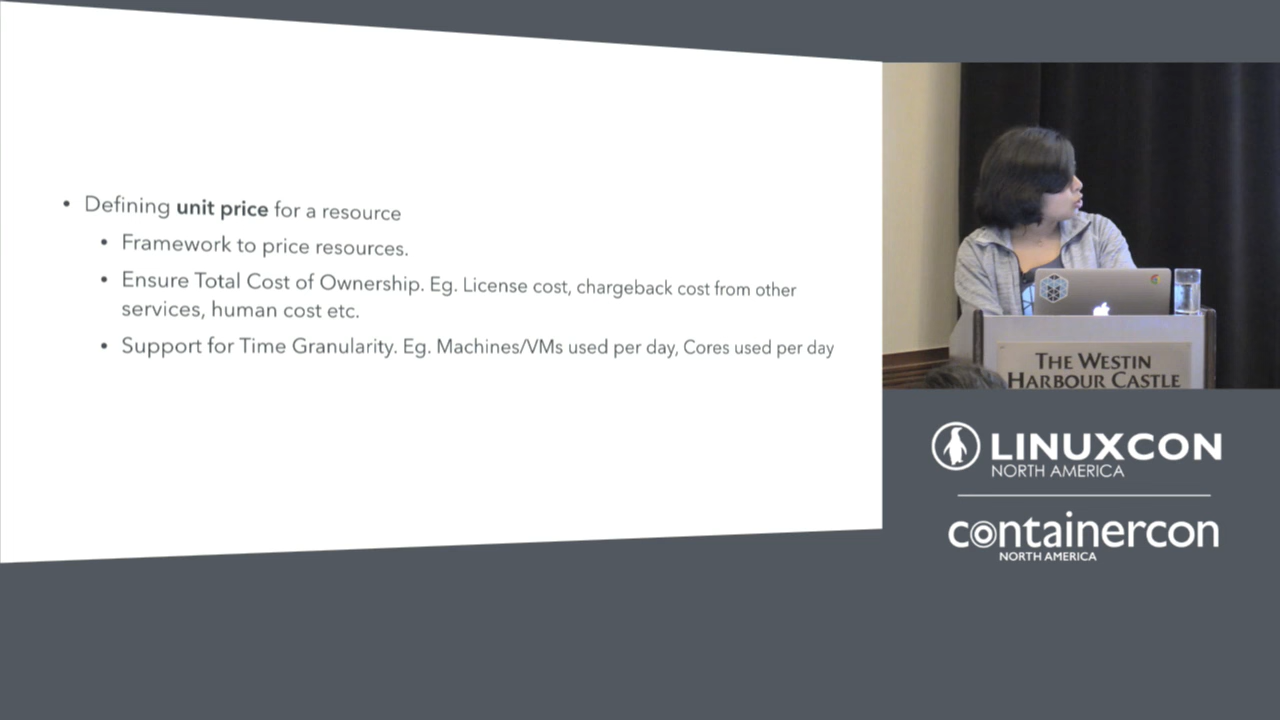 • Defining unit price for a resource
• Framework to price resources.
• Ensure Total Cost of Ownership. Eg. License cost, chargeback cost from other
services, human cost etc.
• Support for Time Granularity. Eg. Machines/VMs used per day, Cores used per day
THE WESTIN
HARBOUR CASTLE
LINUXCON
NORTH AMERICA
containercon
NORTH AMERICA